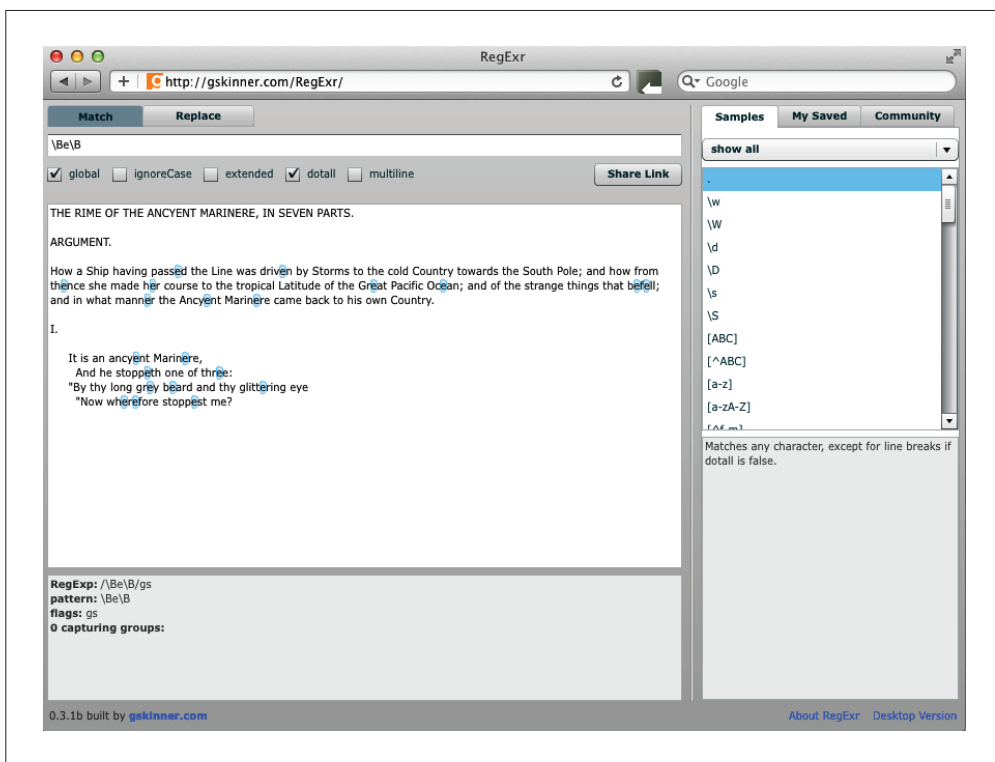 RegExr
http://gskinner.com/RegExr/
Google
Match Replace
Samples My Saved Community
\Be\B
show all
global ignoreCase extended dotall multiline
Share Link
.
\w
\W
\d
\D
\s
\S
[ABC]
[^ABC]
[a-z]
[a-zA-Z]
[^f-m]
THE RIME OF THE ANCYENT MARINERE, IN SEVEN PARTS.
ARGUMENT.
How a Ship having passed the Line was driven by Storms to the cold Country towards the South Pole; and how from
thence she made her course to the tropical Latitude of the Great Pacific Ocean; and of the strange things that befell;
and in what manner the Ancyent Marinere came back to his own Country.
I.
It is an ancyent Marinere,
And he stoppeth one of three:
"By thy long grey beard and thy glittering eye
"Now wherefore stoppest me?
Matches any character, except for line breaks if
dotall is false.
RegExp: /\Be\B/gs
pattern: \Be\B
flags: gs
0 capturing groups:
0.3.1b built by gskinner.com
About RegExr Desktop Version